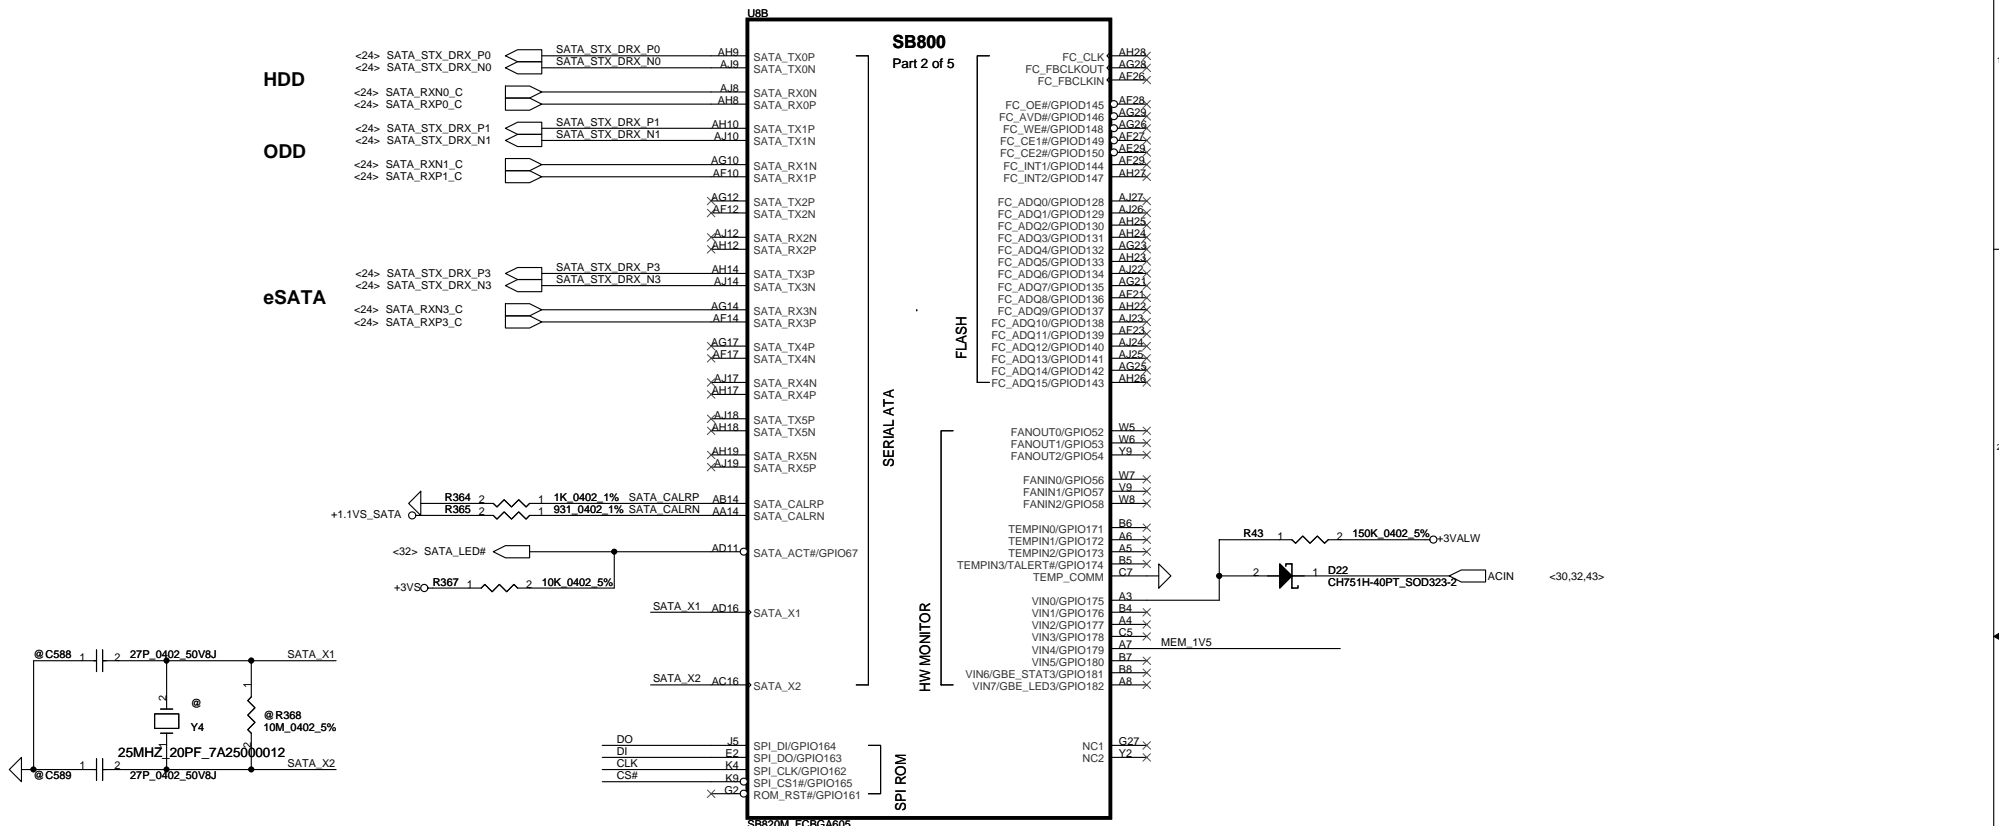 U8B
SB800
Part 2 of 5
HDD
<24> SATA_STX_DRX_P0 SATA_STX_DRX_P0 AH9 SATA_TX0P
<24> SATA_STX_DRX_N0 SATA_STX_DRX_N0 AJ9 SATA_TX0N
<24> SATA_RXN0_C AJ8 SATA_RX0N
<24> SATA_RXP0_C AH8 SATA_RX0P
ODD
<24> SATA_STX_DRX_P1 SATA_STX_DRX_P1 AH10 SATA_TX1P
<24> SATA_STX_DRX_N1 SATA_STX_DRX_N1 AJ10 SATA_TX1N
<24> SATA_RXN1_C AG10 SATA_RX1N
<24> SATA_RXP1_C AF10 SATA_RX1P
AG12 SATA_TX2P
AF12 SATA_TX2N
AJ12 SATA_RX2N
AH12 SATA_RX2P
eSATA
<24> SATA_STX_DRX_P3 SATA_STX_DRX_P3 AH14 SATA_TX3P
<24> SATA_STX_DRX_N3 SATA_STX_DRX_N3 AJ14 SATA_TX3N
<24> SATA_RXN3_C AG14 SATA_RX3N
<24> SATA_RXP3_C AF14 SATA_RX3P
AG17 SATA_TX4P
AF17 SATA_TX4N
AJ17 SATA_RX4N
AH17 SATA_RX4P
AJ18 SATA_TX5P
AH18 SATA_TX5N
AH19 SATA_RX5N
AJ19 SATA_RX5P
R364 2 1 1K_0402_1% SATA_CALRP AB14 SATA_CALRP
+1.1VS_SATA R365 2 1 931_0402_1% SATA_CALRN AA14 SATA_CALRN
<32> SATA_LED# AD11 SATA_ACT#/GPIO67
+3VS R367 1 2 10K_0402_5%
SATA_X1 AD16 SATA_X1
SATA_X2 AC16 SATA_X2
SERIAL ATA
DO J5 SPI_DI/GPIO164
DI E2 SPI_DO/GPIO163
CLK K4 SPI_CLK/GPIO162
CS# K9 SPI_CS1#/GPIO165
G2 ROM_RST#/GPIO161
SPI ROM
SB820M_FCBGA605
@C588 1 2 27P_0402_50V8J SATA_X1
2
@
Y4
1
1
@R368
10M_0402_5%
2
25MHZ_20PF_7A25000012
@C589 1 2 27P_0402_50V8J SATA_X2
FC_CLK AH28
FC_FBCLKOUT AG28
FC_FBCLKIN AF26
FC_OE#/GPIOD145 AF28
FC_AVD#/GPIOD146 AG29
FC_WE#/GPIOD148 AG26
FC_CE1#/GPIOD149 AF27
FC_CE2#/GPIOD150 AE29
FC_INT1/GPIOD144 AF29
FC_INT2/GPIOD147 AH27
FC_ADQ0/GPIOD128 AJ27
FC_ADQ1/GPIOD129 AJ26
FC_ADQ2/GPIOD130 AH25
FC_ADQ3/GPIOD131 AH24
FC_ADQ4/GPIOD132 AG23
FC_ADQ5/GPIOD133 AH23
FC_ADQ6/GPIOD134 AJ22
FC_ADQ7/GPIOD135 AG21
FC_ADQ8/GPIOD136 AF21
FC_ADQ9/GPIOD137 AH22
FC_ADQ10/GPIOD138 AJ23
FC_ADQ11/GPIOD139 AF23
FC_ADQ12/GPIOD140 AJ24
FC_ADQ13/GPIOD141 AJ25
FC_ADQ14/GPIOD142 AG25
FC_ADQ15/GPIOD143 AH26
FLASH
FANOUT0/GPIO52 W5
FANOUT1/GPIO53 W6
FANOUT2/GPIO54 Y9
FANIN0/GPIO56 W7
FANIN1/GPIO57 V9
FANIN2/GPIO58 W8
TEMPIN0/GPIO171 B6
TEMPIN1/GPIO172 A6
TEMPIN2/GPIO173 A5
TEMPIN3/TALERT#/GPIO174 B5
TEMP_COMM C7
VIN0/GPIO175 A3
VIN1/GPIO176 B4
VIN2/GPIO177 A4
VIN3/GPIO178 C5
VIN4/GPIO179 A7 MEM_1V5
VIN5/GPIO180 B7
VIN6/GBE_STAT3/GPIO181 B8
VIN7/GBE_LED3/GPIO182 A8
HW MONITOR
NC1 G27
NC2 Y2
R43 1 2 150K_0402_5% +3VALW
2 1 D22 ACIN <30,32,43>
CH751H-40PT_SOD323-2